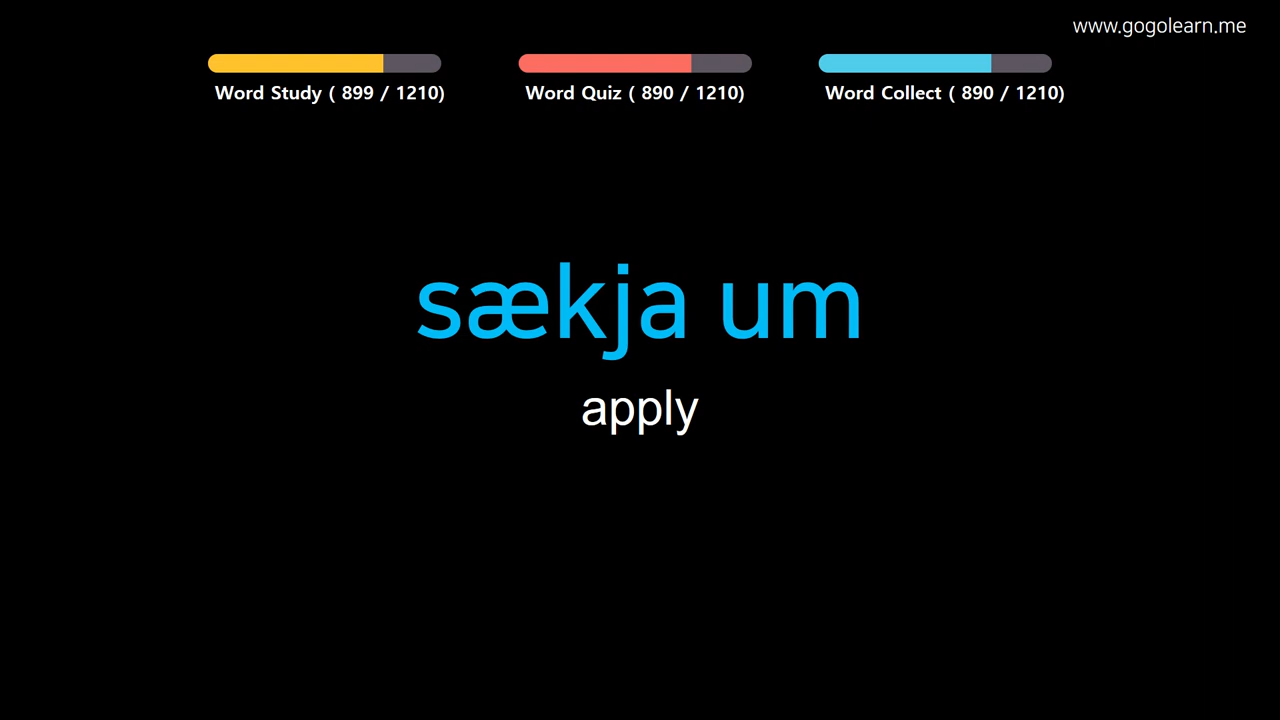 www.gogolearn.me
Word Study ( 899 / 1210)
Word Quiz ( 890 / 1210)
Word Collect ( 890 / 1210)
sækja um
apply